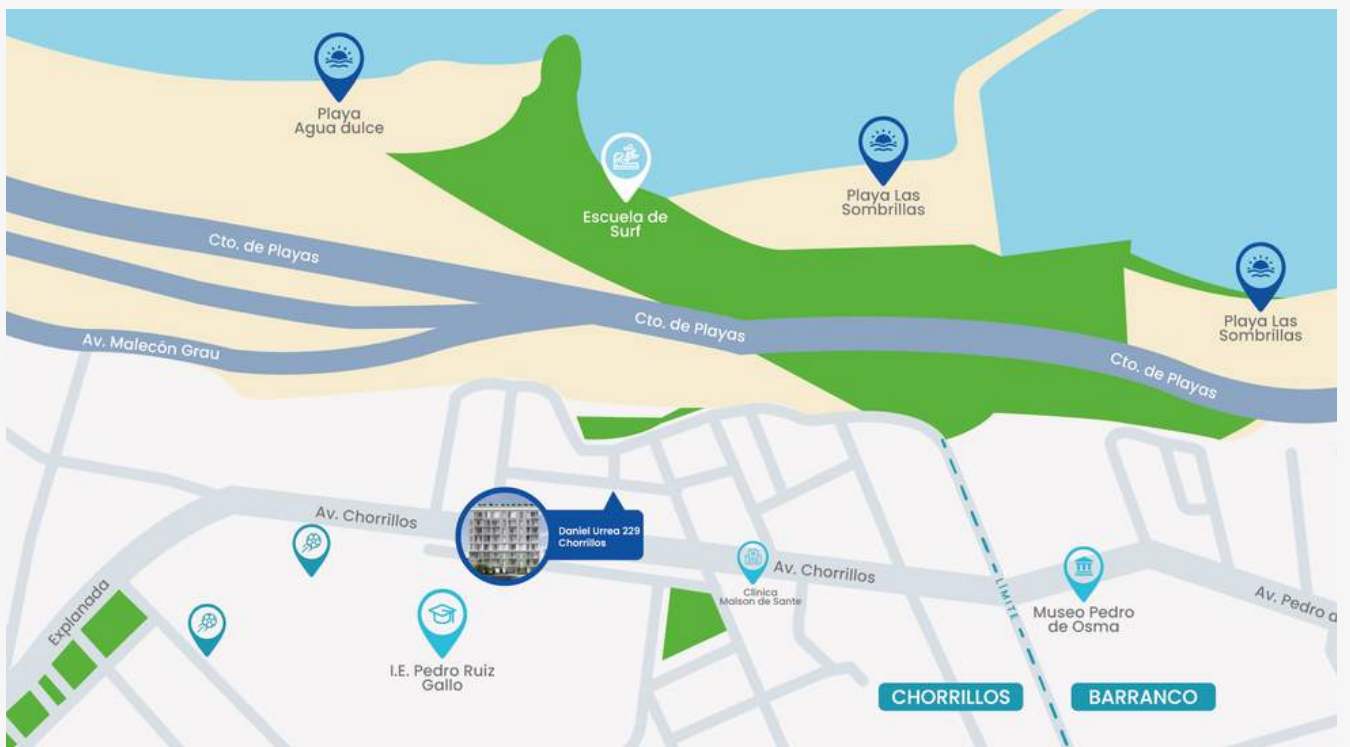 Playa
Agua dulce
Playa Las
Sombrillas
Escuela de
Surf
Cto. de Playas
Playa Las
Sombrillas
Cto. de Playas
Av. Malecón Grau
Cto. de Playas
Av. Chorrillos
Daniel Urrea 229
Chorrillos
Av. Chorrillos
Clínica
Maison de Sante
LÍMITE
Museo Pedro
de Osma
Av. Pedro d
Explanada
I.E. Pedro Ruiz
Gallo
CHORRILLOS
BARRANCO